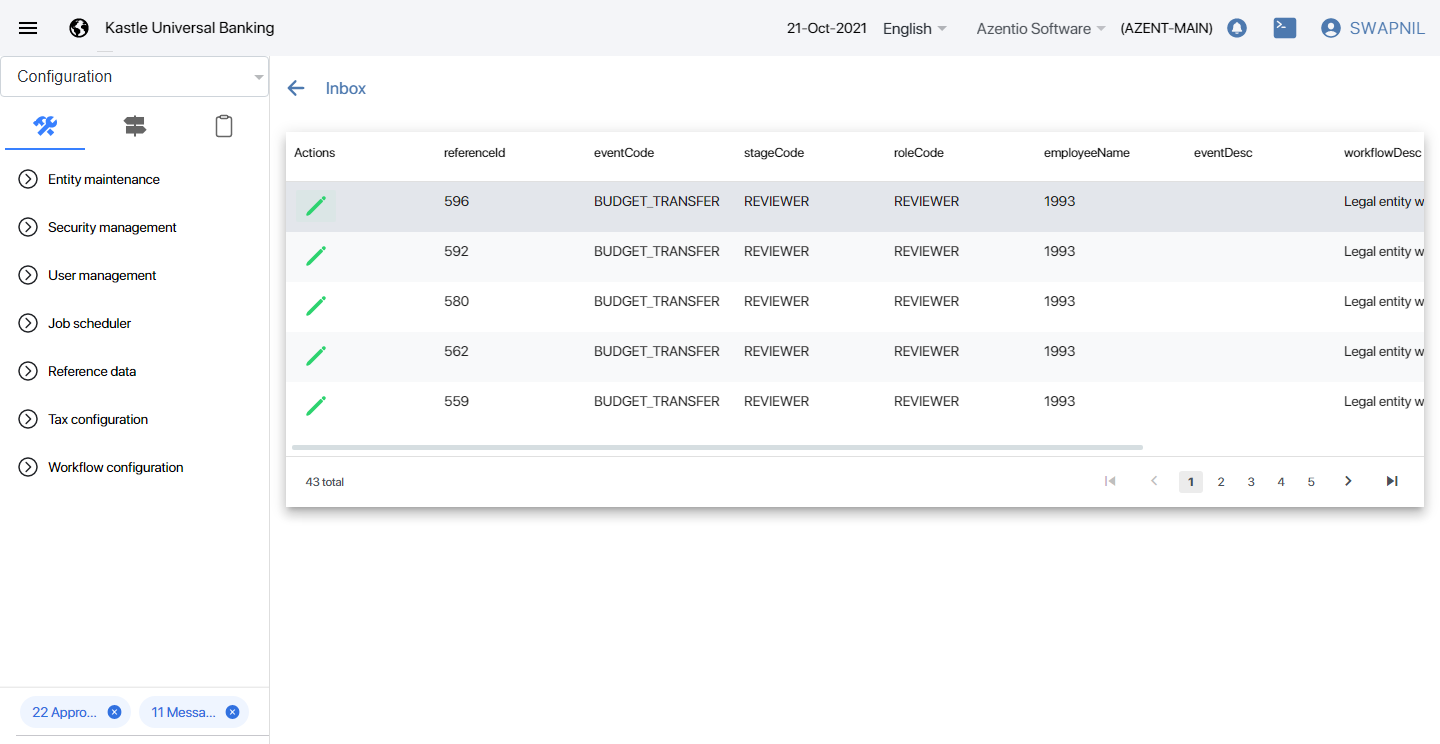 Kastle Universal Banking
21-Oct-2021 English Azentio Software (AZENT-MAIN) SWAPNIL
Configuration
Inbox
Entity maintenance
Security management
User management
Job scheduler
Reference data
Tax configuration
Workflow configuration
Actions referenceId eventCode stageCode roleCode employeeName eventDesc workflowDesc
596 BUDGET_TRANSFER REVIEWER REVIEWER 1993 Legal entity w
592 BUDGET_TRANSFER REVIEWER REVIEWER 1993 Legal entity w
580 BUDGET_TRANSFER REVIEWER REVIEWER 1993 Legal entity w
562 BUDGET_TRANSFER REVIEWER REVIEWER 1993 Legal entity w
559 BUDGET_TRANSFER REVIEWER REVIEWER 1993 Legal entity w
43 total 1 2 3 4 5
22 Appro... 11 Messa...